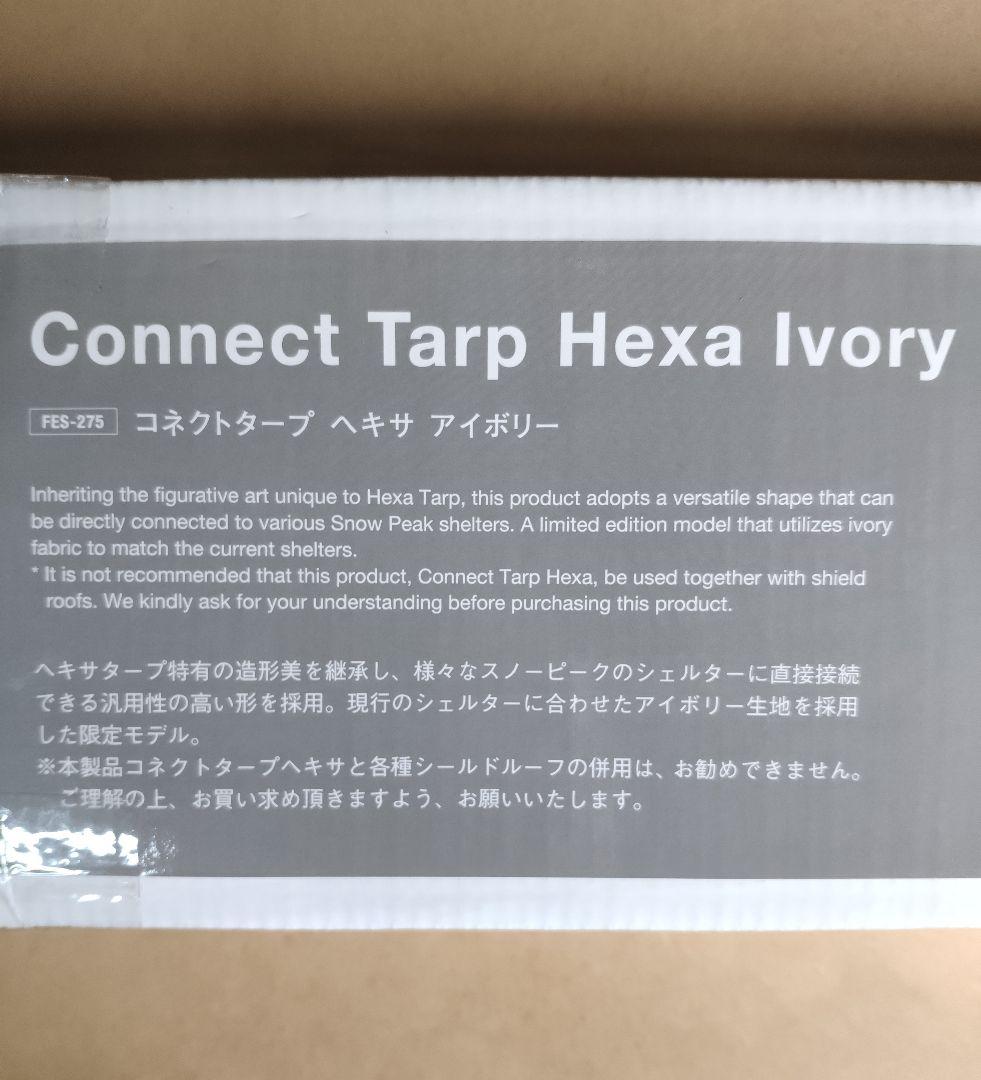 Connect Tarp Hexa Ivory
FES-275 コネクトタープ ヘキサ アイボリー
Inheriting the figurative art unique to Hexa Tarp, this product adopts a versatile shape that can
be directly connected to various Snow Peak shelters. A limited edition model that utilizes ivory
fabric to match the current shelters.
* It is not recommended that this product, Connect Tarp Hexa, be used together with shield
roofs. We kindly ask for your understanding before purchasing this product.
ヘキサタープ特有の造形美を継承し、様々なスノーピークのシェルターに直接接続
できる汎用性の高い形を採用。現行のシェルターに合わせたアイボリー生地を採用
した限定モデル。
※本製品コネクトタープヘキサと各種シールドルーフの併用は、お勧めできません。
ご理解の上、お買い求め頂きますよう、お願いいたします。